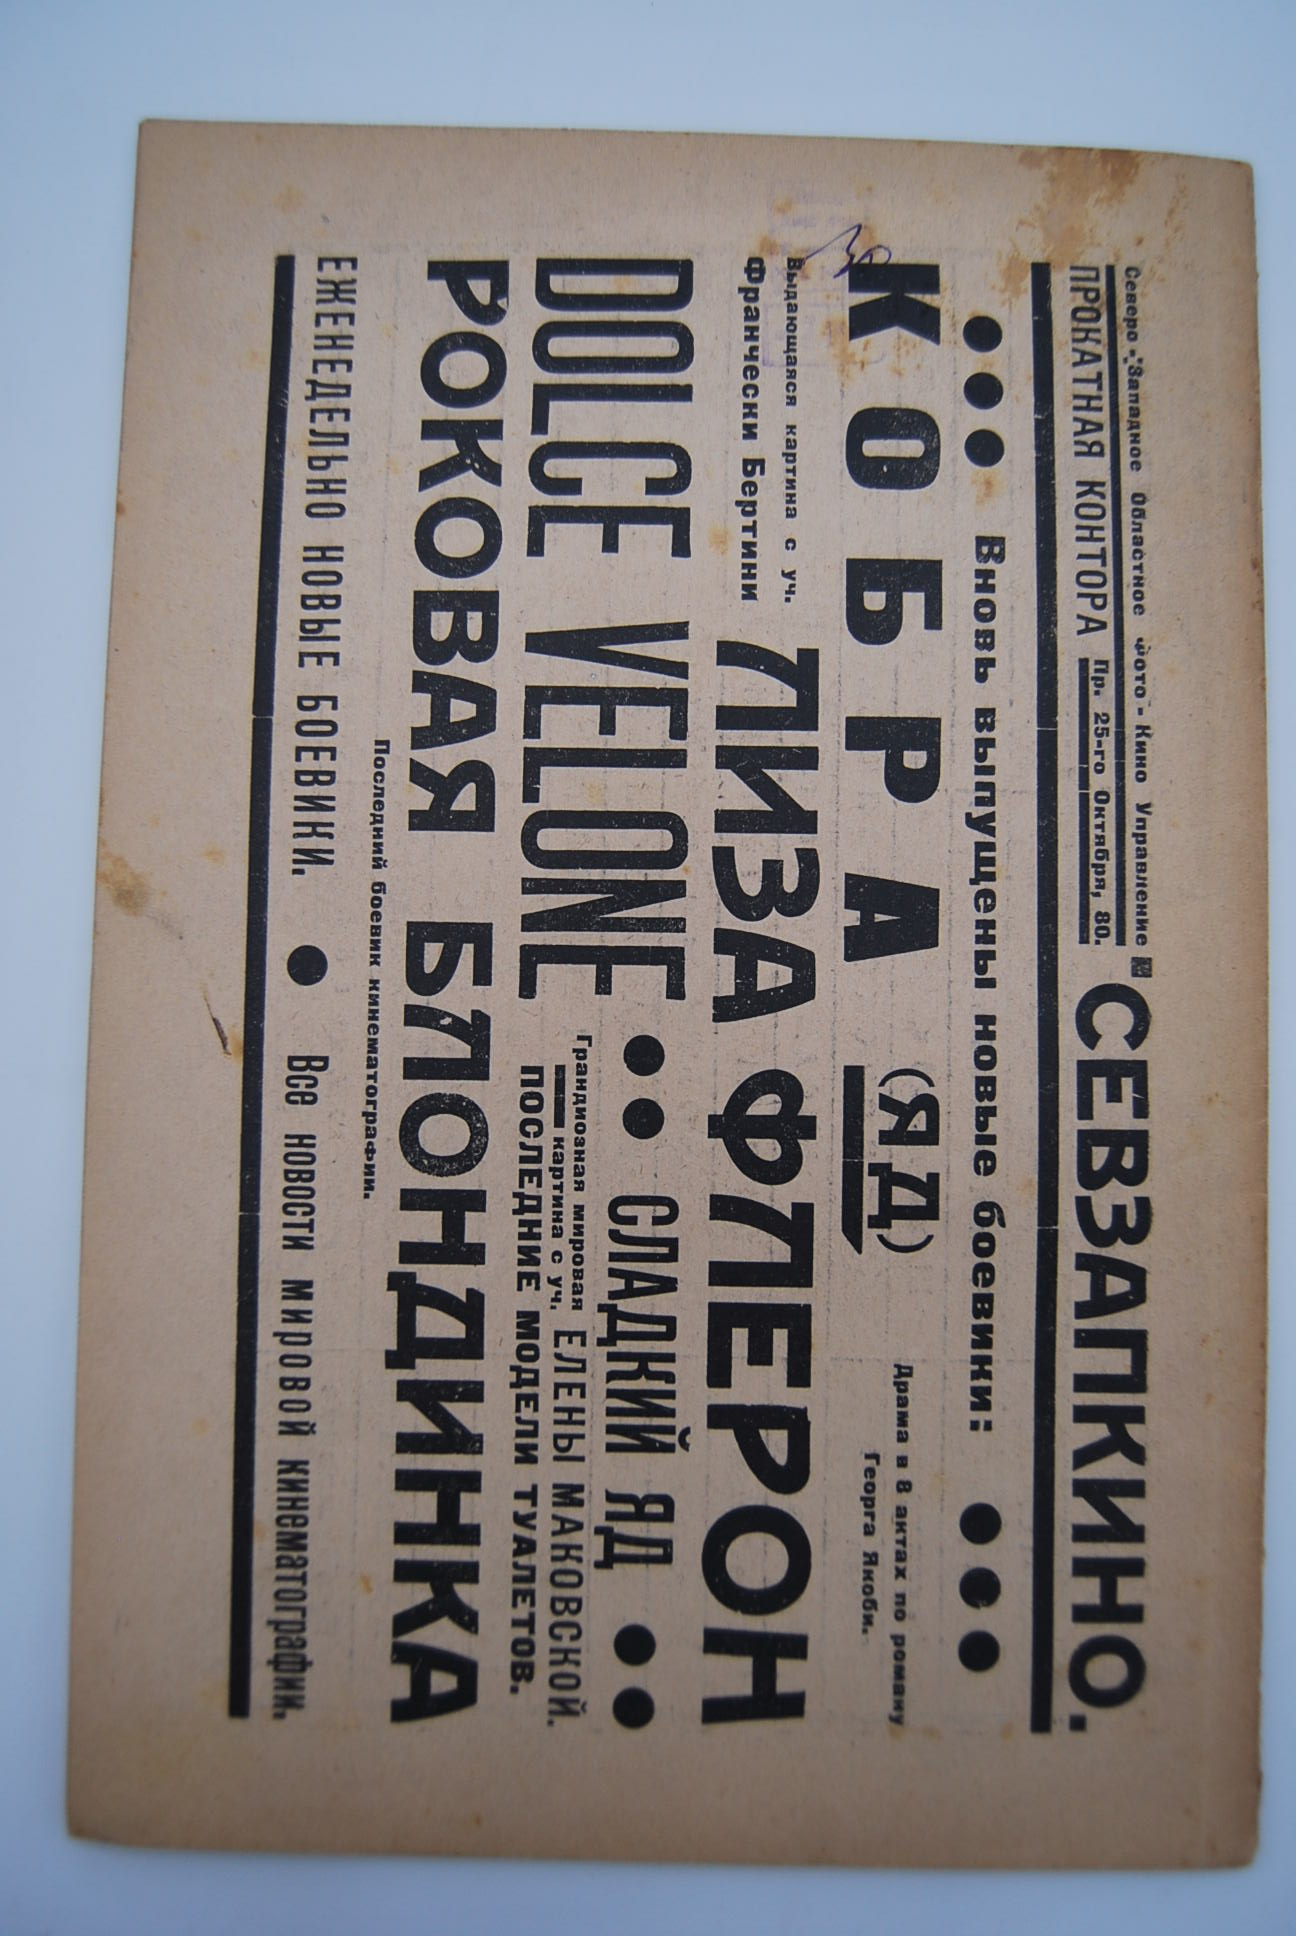 Северо-Западное Областное Фото-Кино Управление "СЕВЗАПКИНО.
ПРОКАТНАЯ КОНТОРА Пр. 25-го Октября, 80.
Вновь выпущены новые боевики:
КОБРА (ЯД)
Драма в 8 актах по роману
Георга Якоби.
Выдающаяся картина с уч.
Франчески Бертини
ЛИЗА ФЛЕРОН
DOLCE VELONE СЛАДКИЙ ЯД
Грандиозная мировая
картина с уч. ЕЛЕНЫ МАКОВСКОЙ.
ПОСЛЕДНИЕ МОДЕЛИ ТУАЛЕТОВ.
РОКОВАЯ БЛОНДИНКА
Последний боевик кинематографии.
ЕЖЕНЕДЕЛЬНО НОВЫЕ БОЕВИКИ. Все новости мировой кинематографии.